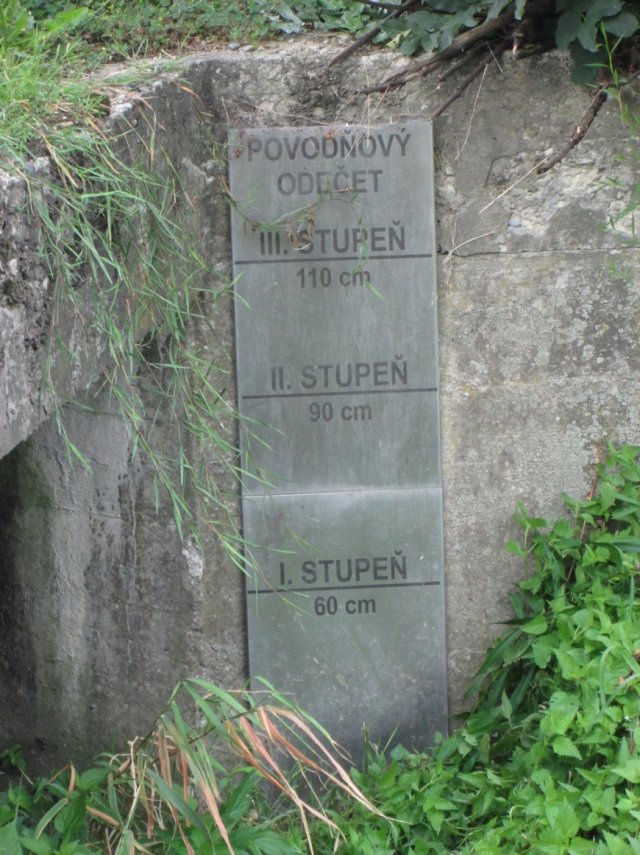 POVODŇOVÝ
ODEČET
III. STUPEŇ
110 cm
II. STUPEŇ
90 cm
I. STUPEŇ
60 cm